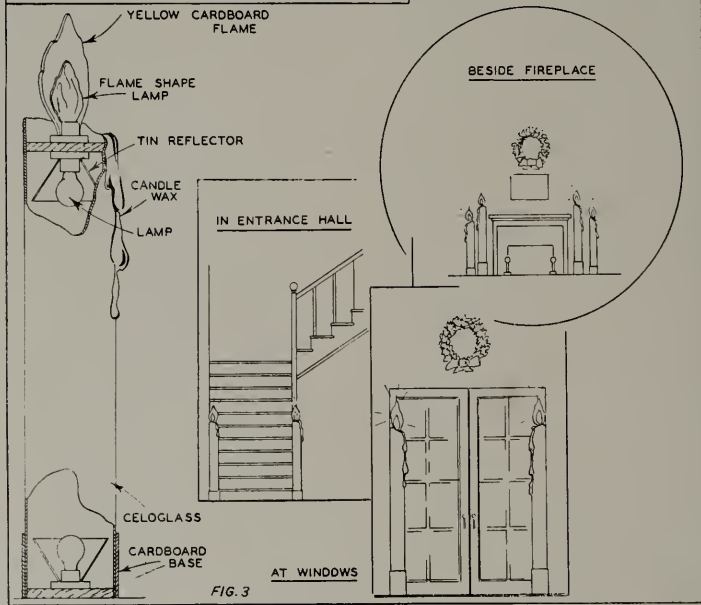 YELLOW CARDBOARD
FLAME
FLAME SHAPE
LAMP
TIN REFLECTOR
CANDLE
WAX
LAMP
CELOGLASS
CARDBOARD
BASE
FIG. 3
IN ENTRANCE HALL
BESIDE FIREPLACE
AT WINDOWS